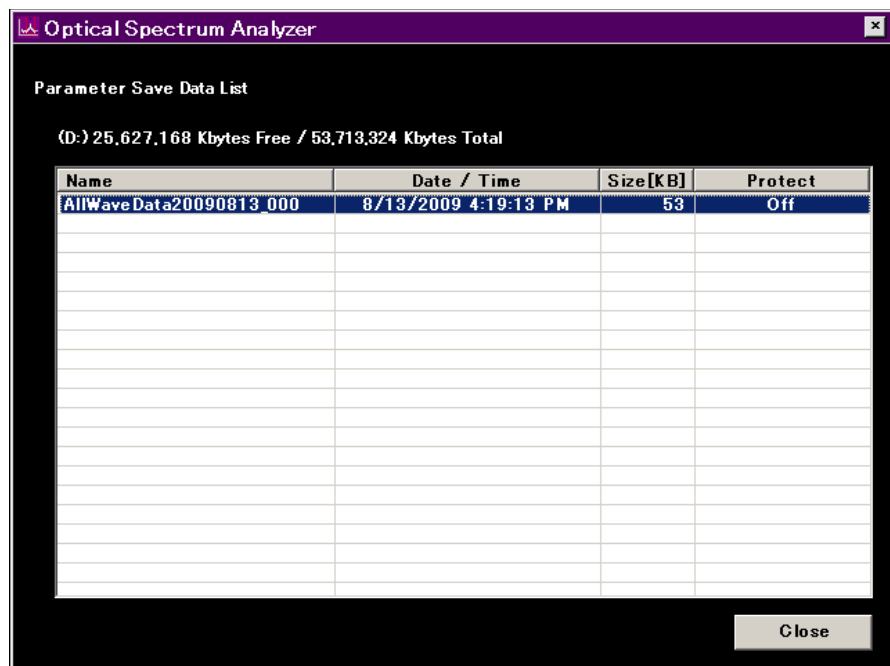 Optical Spectrum Analyzer
Parameter Save Data List
(D:) 25,627,168 Kbytes Free / 53,713,324 Kbytes Total
Name Date / Time Size[KB] Protect
AllWaveData20090813_000 8/13/2009 4:19:13 PM 53 Off
Close